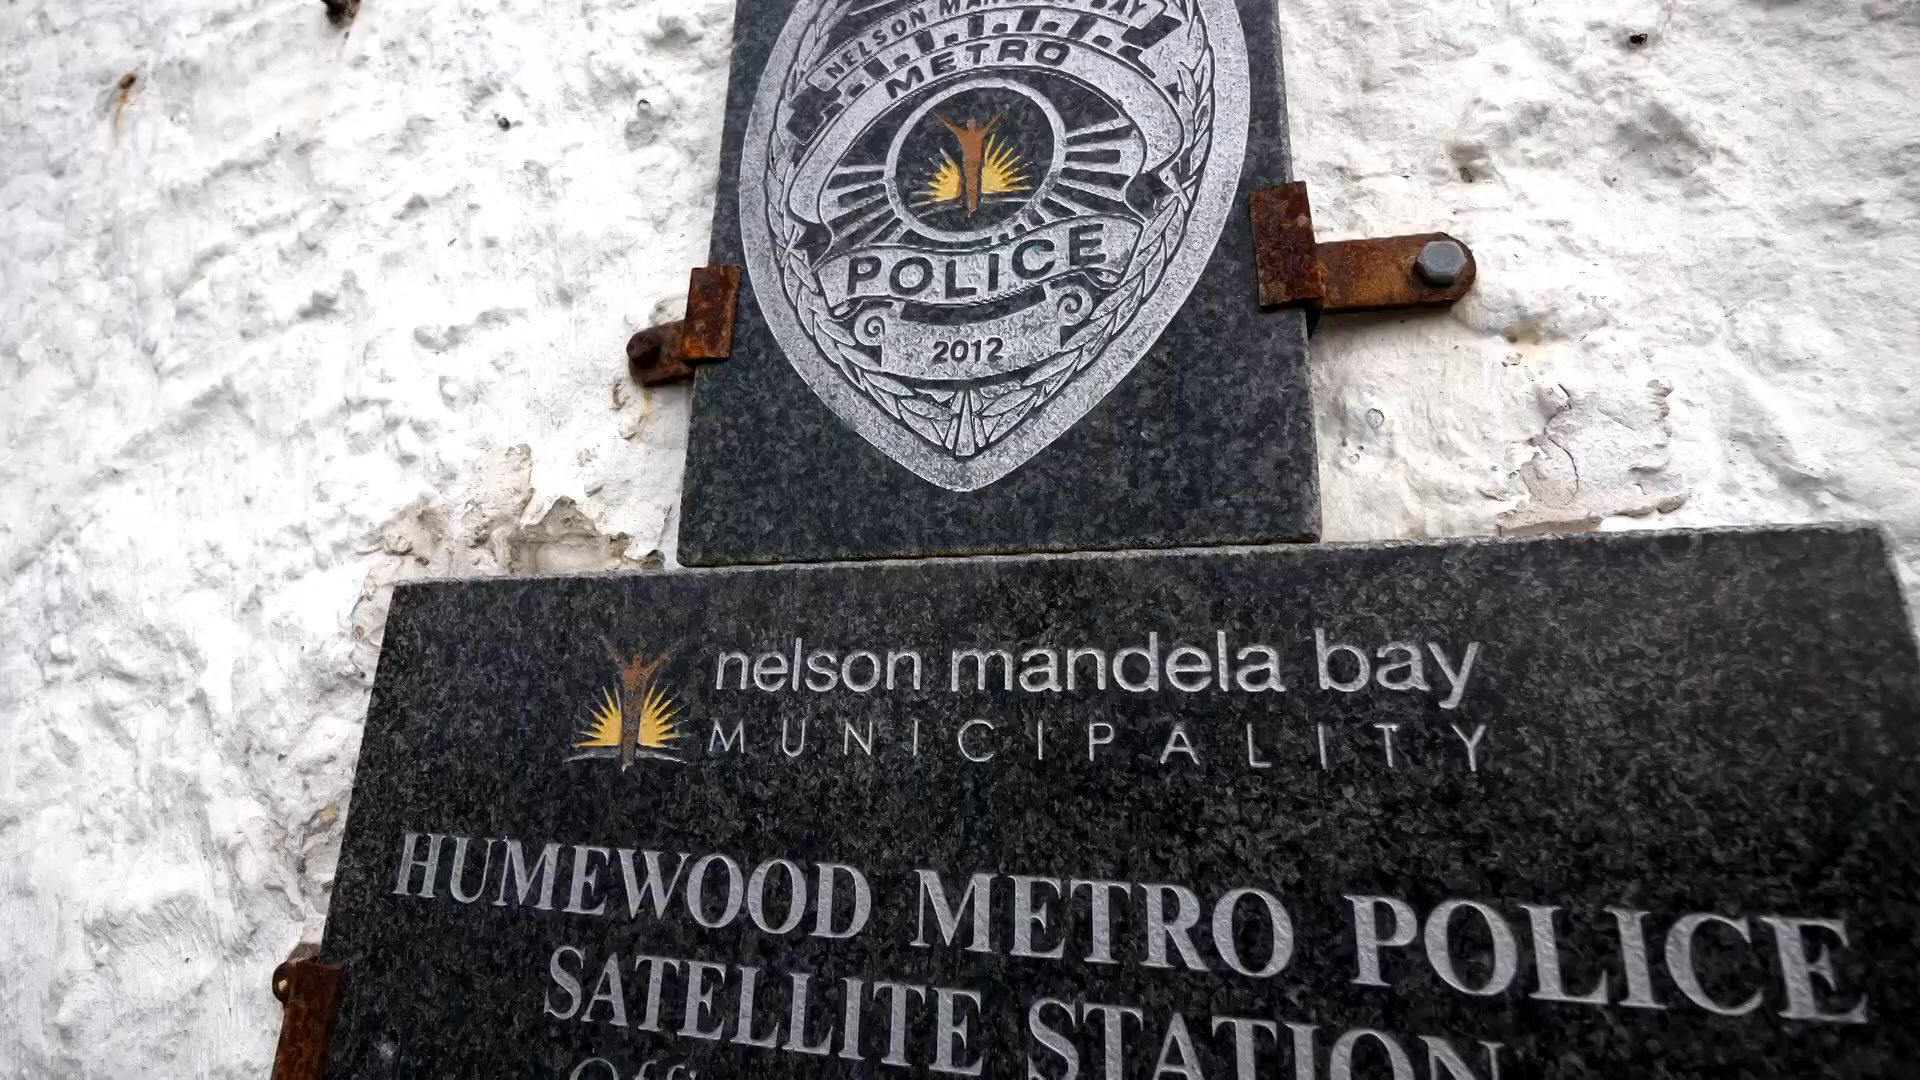 NELSON MANDELA BAY
METRO
POLICE
2012
nelson mandela bay
MUNICIPALITY
HUMEWOOD METRO POLICE
SATELLITE STATION